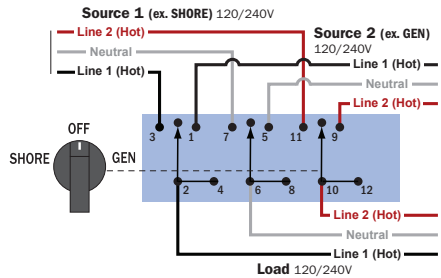 Source 1 (ex. SHORE) 120/240V
Line 2 (Hot)
Neutral
Line 1 (Hot)
Source 2 (ex. GEN)
120/240V
Line 1 (Hot)
Neutral
Line 2 (Hot)
3 1 7 5 11 9
OFF
SHORE GEN
2 4 6 8 10 12
Line 2 (Hot)
Neutral
Line 1 (Hot)
Load 120/240V